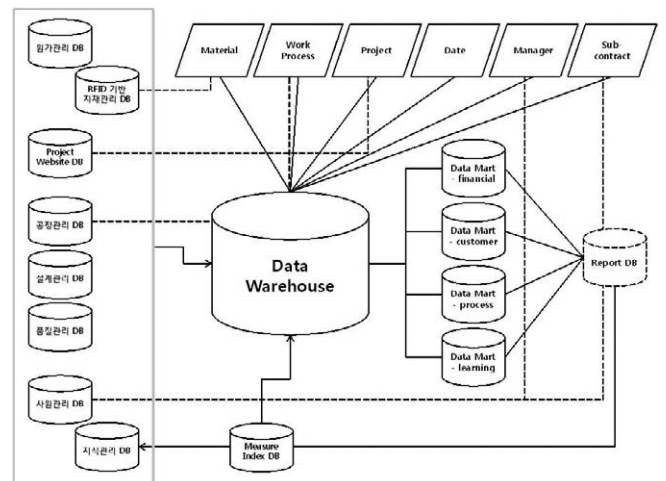 원가관리 DB
RFID 기반
자재관리 DB
Project
Website DB
공정관리 DB
설계관리 DB
품질관리 DB
사원관리 DB
지식관리 DB
Material
Work
Process
Project
Date
Manager
Sub-
contract
Data
Warehouse
Data Mart
- financial
Data Mart
- customer
Data Mart
- process
Data Mart
- learning
Report DB
Measure
Index DB